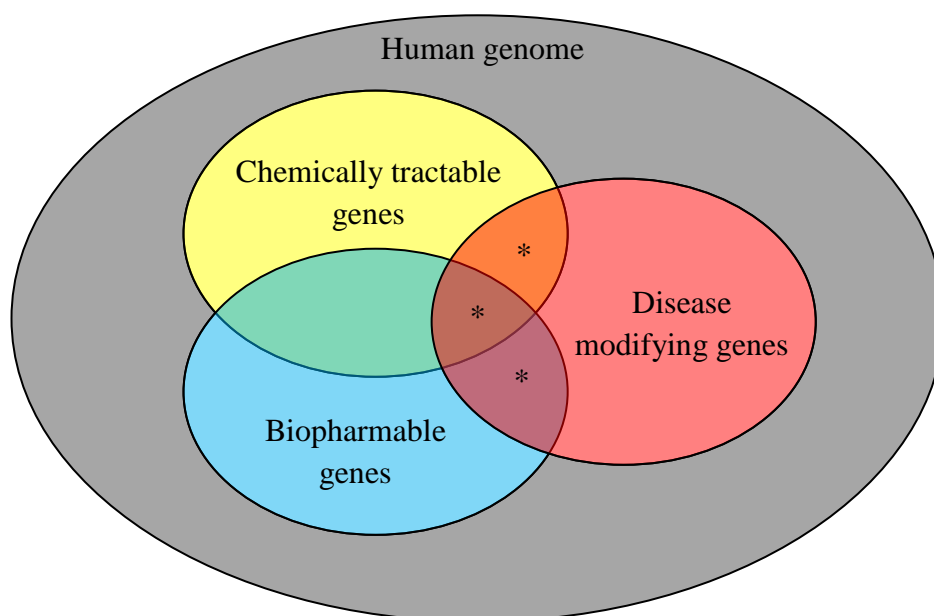 Human genome
Chemically tractable
genes
*
Disease
modifying genes
*
*
Biopharmable
genes